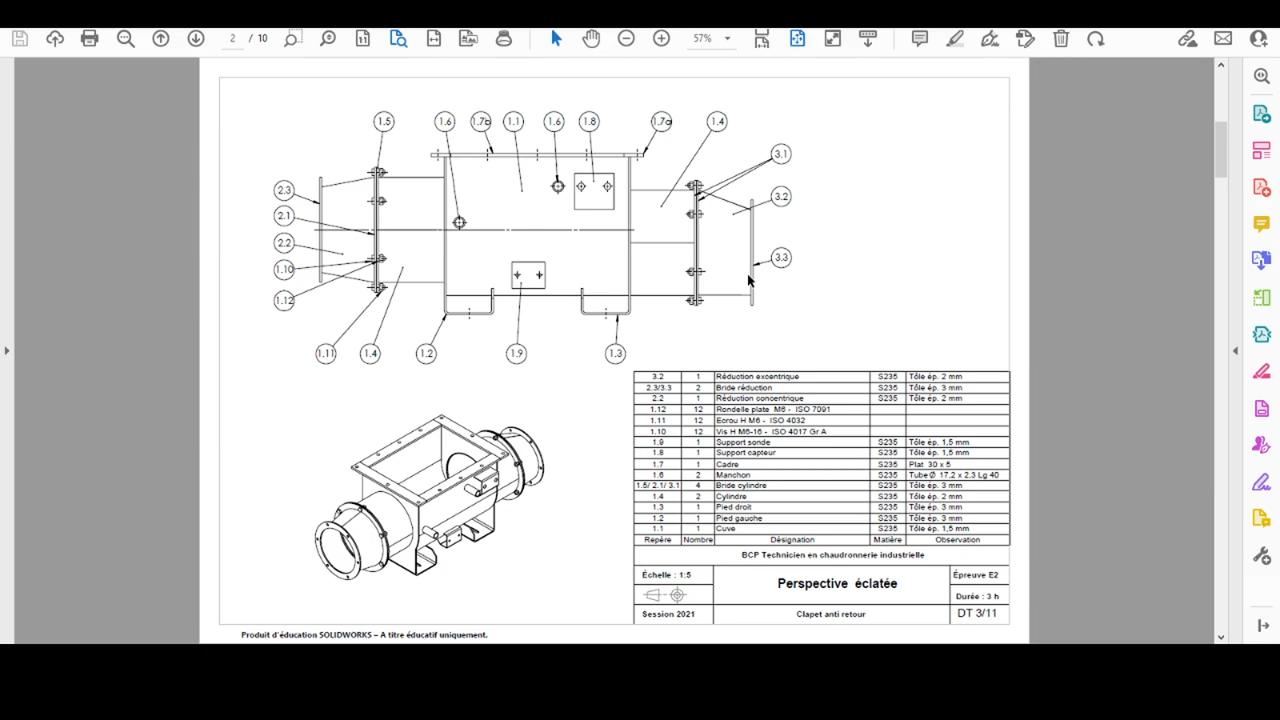 2 / 10
57%
1.5 1.6 1.7b 1.1 1.6 1.8 1.7a 1.4
3.1
2.3
3.2
2.1
2.2
3.3
1.10
1.12
1.11 1.4 1.2 1.9 1.3
3.2 1 Réduction excentrique S235 Tôle ép. 2 mm
2.3/3.3 2 Bride réduction S235 Tôle ép. 3 mm
2.2 1 Réduction concentrique S235 Tôle ép. 2 mm
1.12 12 Rondelle plate M6 - ISO 7091
1.11 12 Ecrou H M6 - ISO 4032
1.10 12 Vis H M6-16 - ISO 4017 Gr A
1.9 1 Support sonde S235 Tôle ép. 1,5 mm
1.8 1 Support capteur S235 Tôle ép. 1,5 mm
1.7 1 Cadre S235 Plat 30 x 5
1.6 2 Manchon S235 Tube Ø 17.2 x 2.3 Lg 40
1.5/ 2.1/ 3.1 4 Bride cylindre S235 Tôle ép. 3 mm
1.4 2 Cylindre S235 Tôle ép. 2 mm
1.3 1 Pied droit S235 Tôle ép. 3 mm
1.2 1 Pied gauche S235 Tôle ép. 3 mm
1.1 1 Cuve S235 Tôle ép. 1,5 mm
Repère Nombre Désignation Matière Observation
BCP Technicien en chaudronnerie industrielle
Échelle : 1:5 Perspective éclatée Épreuve E2
Durée : 3 h
Session 2021 Clapet anti retour DT 3/11
Produit d'éducation SOLIDWORKS – A titre éducatif uniquement.